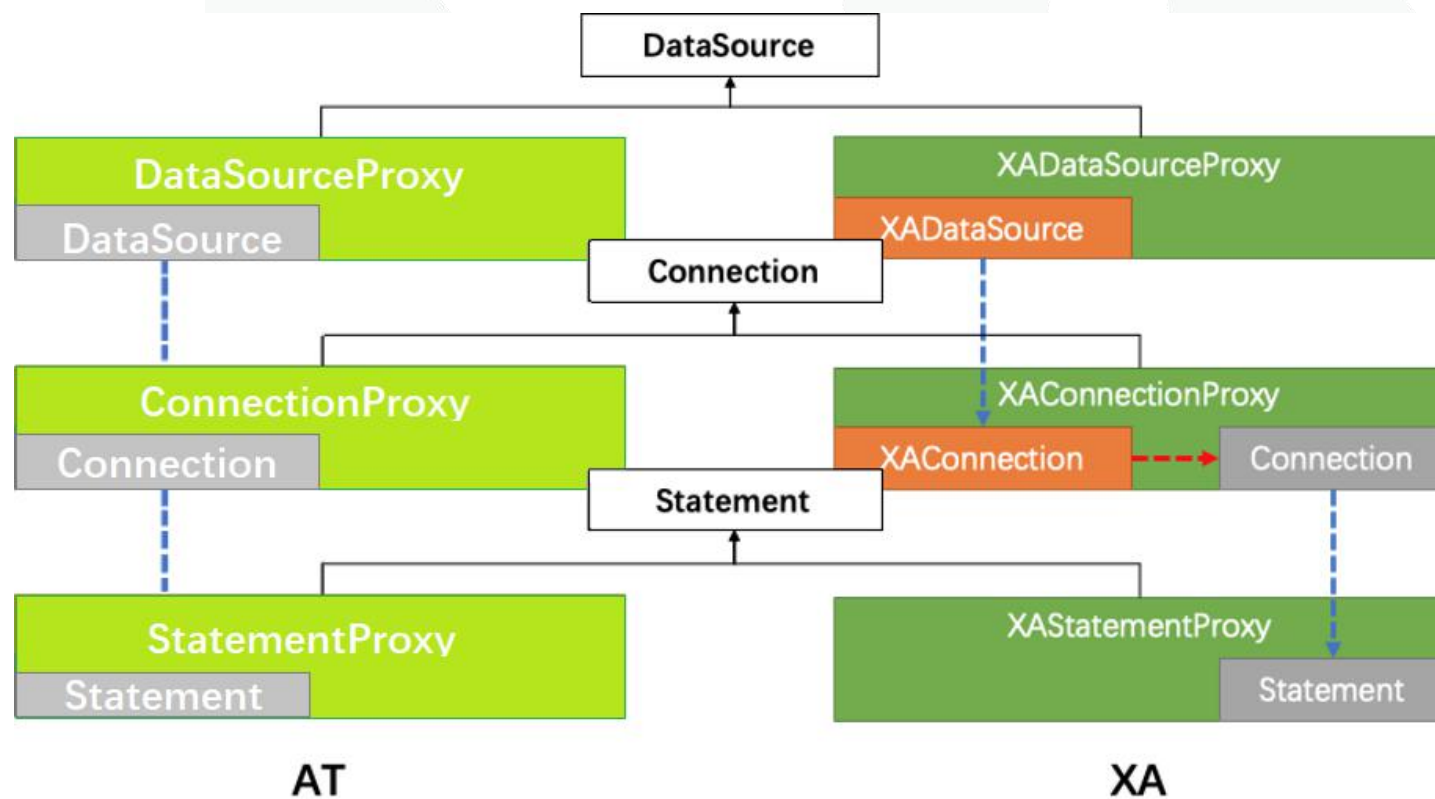 DataSource
DataSourceProxy
DataSource
XADataSourceProxy
XADataSource
Connection
ConnectionProxy
Connection
XAConnectionProxy
XAConnection
Connection
Statement
StatementProxy
Statement
XAStatementProxy
Statement
AT
XA